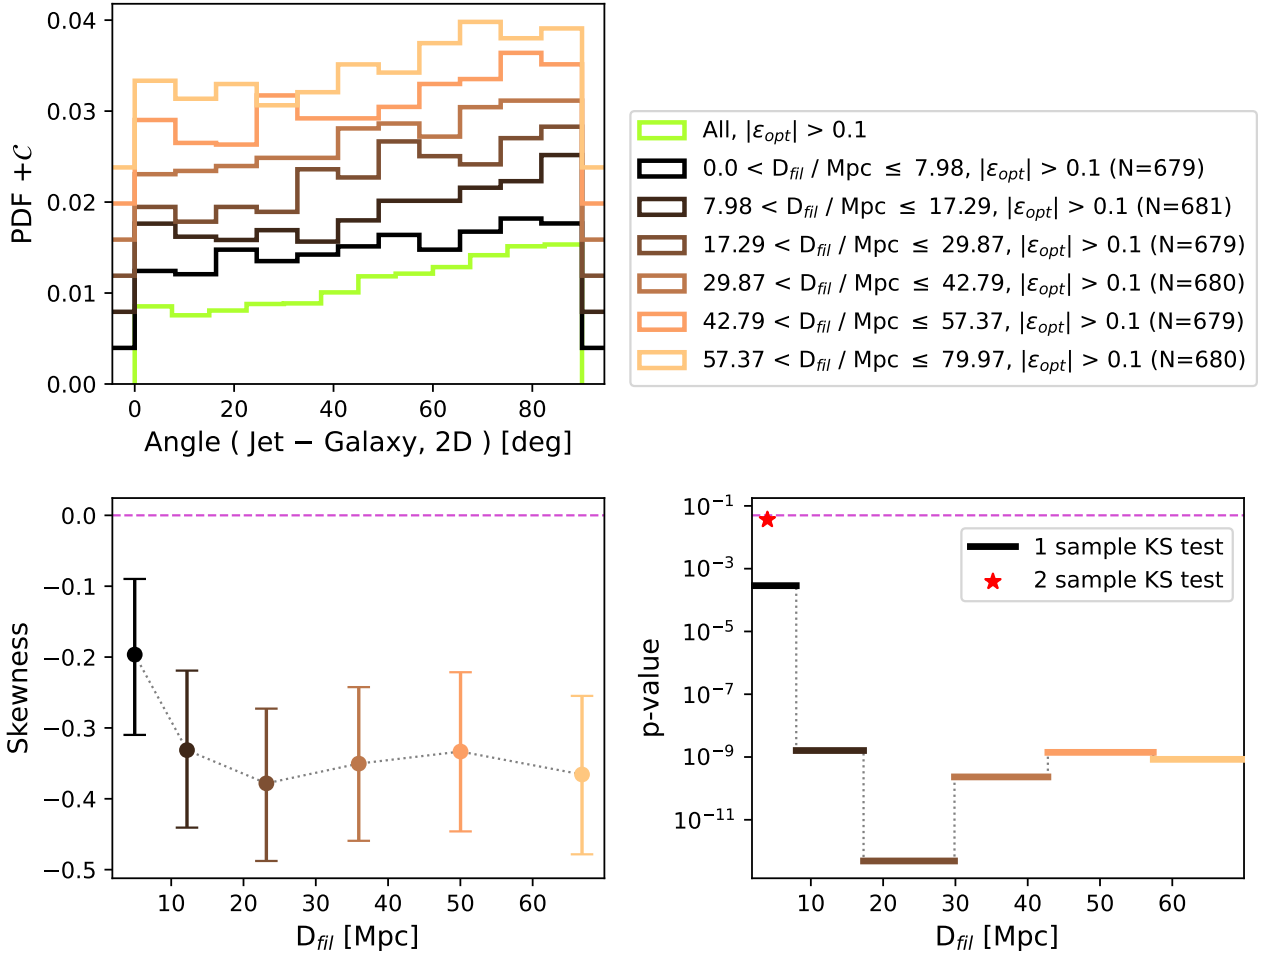 0.04
0.03
0.02
0.01
0.00
PDF +𝒞
0 20 40 60 80
Angle ( Jet − Galaxy, 2D ) [deg]
All, |ε_opt| > 0.1
0.0 < D_fil / Mpc ≤ 7.98, |ε_opt| > 0.1 (N=679)
7.98 < D_fil / Mpc ≤ 17.29, |ε_opt| > 0.1 (N=681)
17.29 < D_fil / Mpc ≤ 29.87, |ε_opt| > 0.1 (N=679)
29.87 < D_fil / Mpc ≤ 42.79, |ε_opt| > 0.1 (N=680)
42.79 < D_fil / Mpc ≤ 57.37, |ε_opt| > 0.1 (N=679)
57.37 < D_fil / Mpc ≤ 79.97, |ε_opt| > 0.1 (N=680)
0.0
−0.1
−0.2
−0.3
−0.4
−0.5
Skewness
10 20 30 40 50 60
D_fil [Mpc]
10⁻¹
10⁻³
10⁻⁵
10⁻⁷
10⁻⁹
10⁻¹¹
p-value
1 sample KS test
2 sample KS test
10 20 30 40 50 60
D_fil [Mpc]